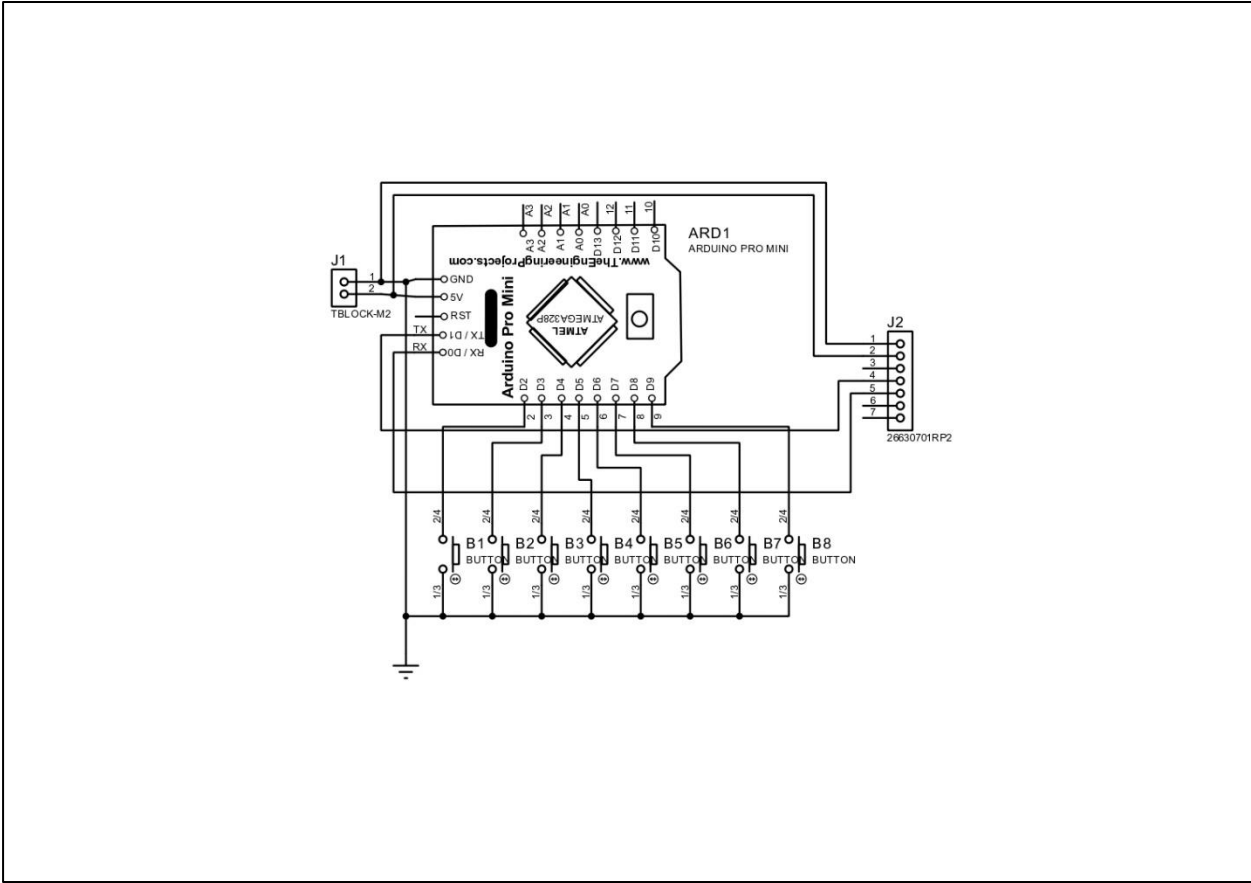 A3
A2
A1
A0
12
11
10
A3
A2
A1
A0
D13
D12
D11
D10
ARD1
ARDUINO PRO MINI
www.TheEngineeringProjects.com
J1
1
2
TBLOCK-M2
GND
5V
RST
TX
TX / D1
RX
RX / D0
Arduino Pro Mini
ATMEL
ATMEGA328P
J2
1
2
3
4
5
6
7
26630701RP2
D2
D3
D4
D5
D6
D7
D8
D9
2
3
4
5
6
7
8
9
2/4
2/4
2/4
2/4
2/4
2/4
2/4
2/4
B1
B2
B3
B4
B5
B6
B7
B8
BUTTON
BUTTON
BUTTON
BUTTON
BUTTON
BUTTON
BUTTON
BUTTON
1/3
1/3
1/3
1/3
1/3
1/3
1/3
1/3